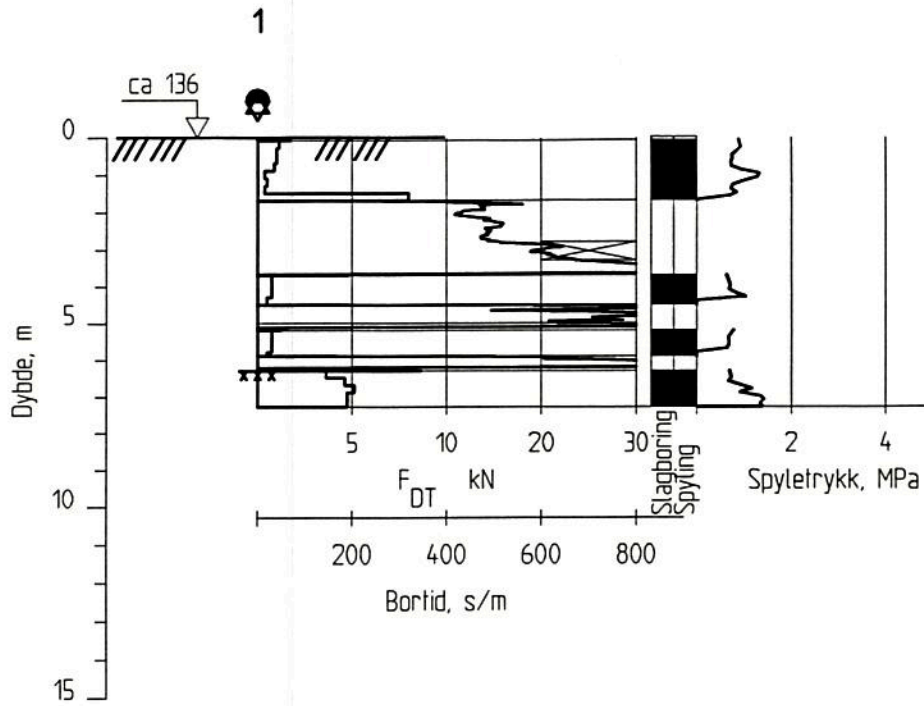 1
ca 136
0
5
10
15
Dybde, m
5 10 20 30
F_DT kN
200 400 600 800
Bortid, s/m
Slagboring
Spyling
2 4
Spyletrykk, MPa